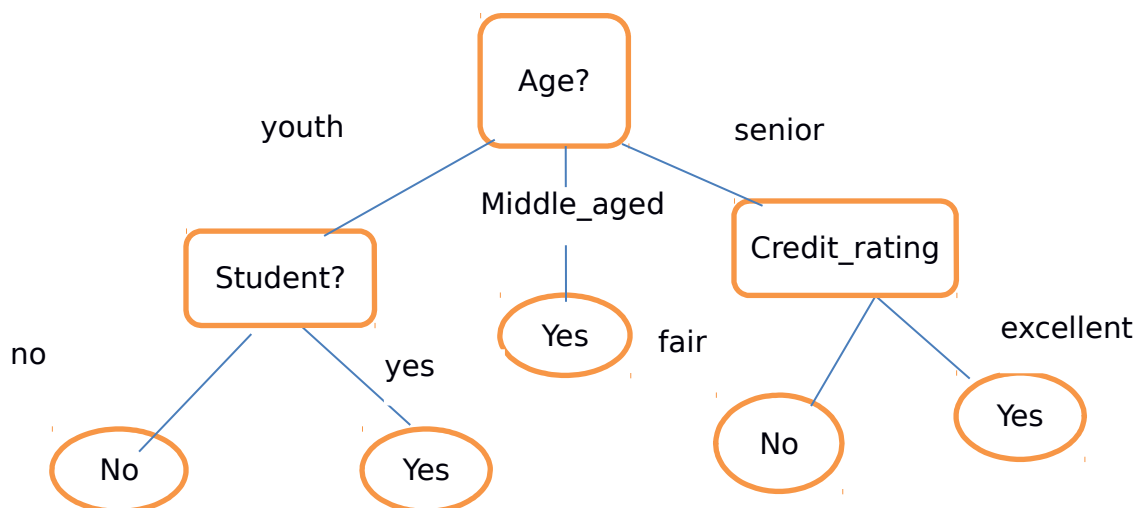 Age?
youth
senior
Middle_aged
Credit_rating
Student?
Yes
fair
excellent
no
yes
No
Yes
No
Yes